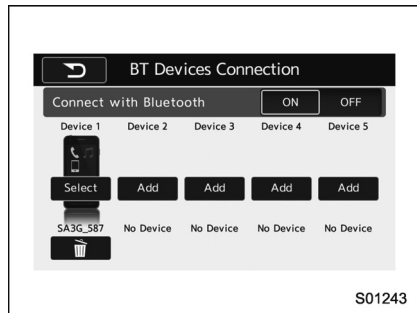 BT Devices Connection
Connect with Bluetooth ON OFF
Device 1 Device 2 Device 3 Device 4 Device 5
Select Add Add Add Add
SA3G_587 No Device No Device No Device No Device
S01243